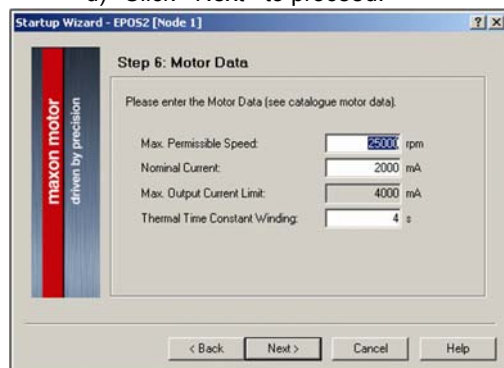 d) Click "Next" to proceed.
Startup Wizard - EPOS2 [Node 1]
maxon motor
driven by precision
Step 6: Motor Data
Please enter the Motor Data (see catalogue motor data).
Max. Permissible Speed: 25000 rpm
Nominal Current: 2000 mA
Max. Output Current Limit: 4000 mA
Thermal Time Constant Winding: 4 s
< Back
Next >
Cancel
Help